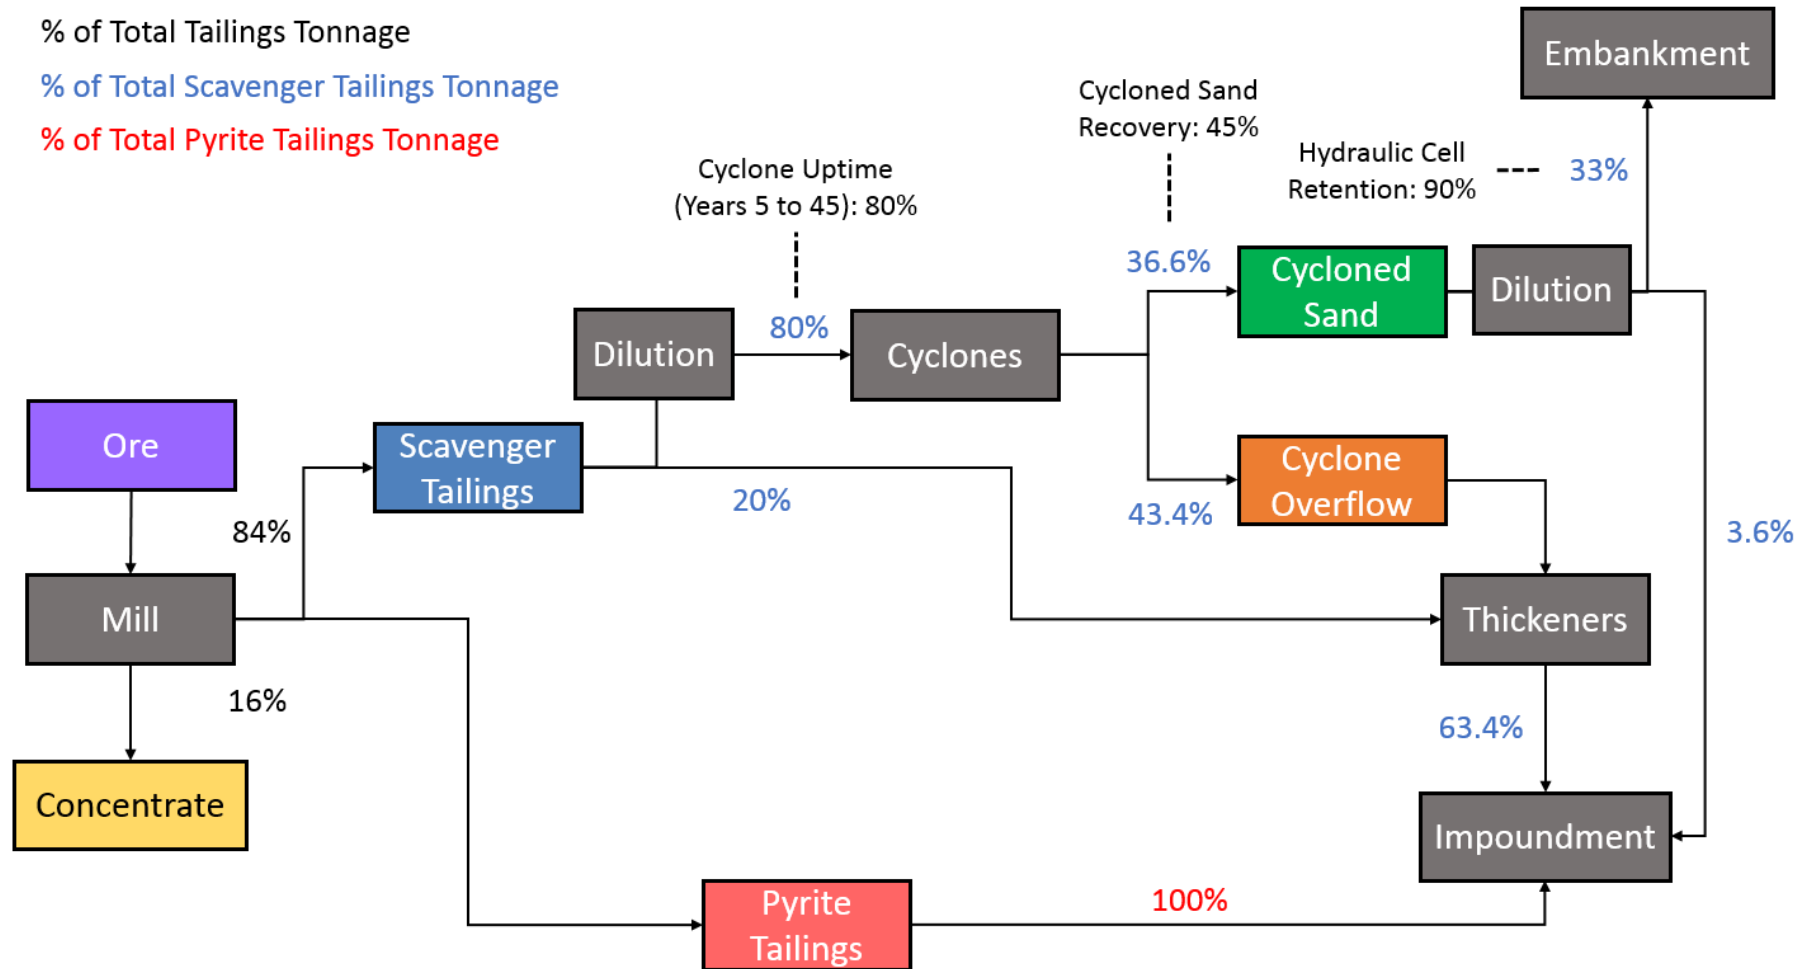 % of Total Tailings Tonnage
% of Total Scavenger Tailings Tonnage
% of Total Pyrite Tailings Tonnage
Embankment
Cycloned Sand
Recovery: 45%
Hydraulic Cell
Retention: 90%
33%
Cyclone Uptime
(Years 5 to 45): 80%
36.6%
Cycloned
Sand
Dilution
80%
Dilution
Cyclones
Ore
Scavenger
Tailings
20%
Cyclone
Overflow
43.4%
3.6%
84%
Mill
Thickeners
16%
63.4%
Concentrate
Impoundment
Pyrite
Tailings
100%